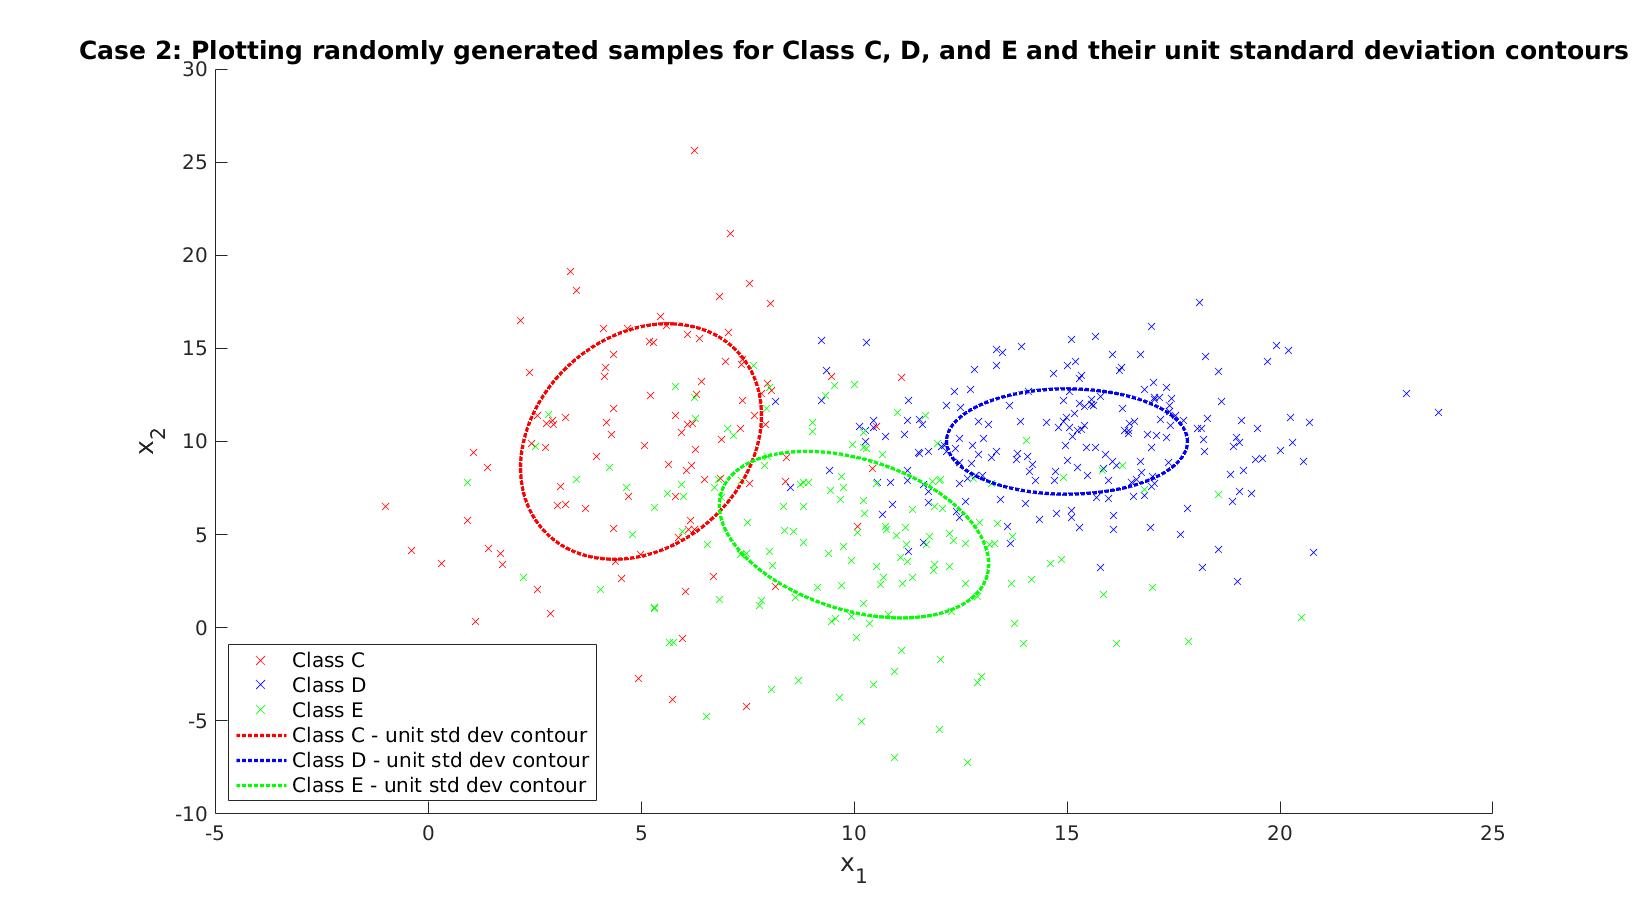 Case 2: Plotting randomly generated samples for Class C, D, and E and their unit standard deviation contours
30
25
20
15
10
5
0
-5
-10
x_2
Class C
Class D
Class E
Class C - unit std dev contour
Class D - unit std dev contour
Class E - unit std dev contour
-5 0 5 10 15 20 25
x_1